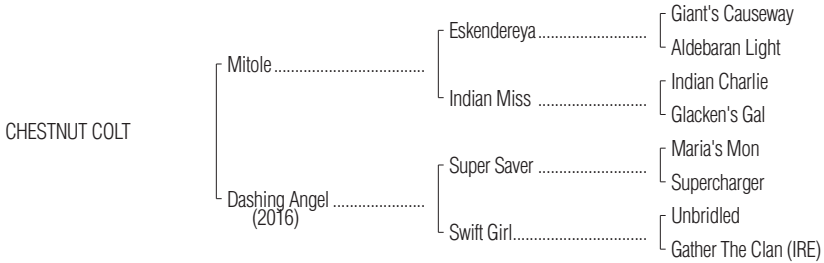 Giant's Causeway
Eskendereya
Aldebaran Light
Mitole
Indian Charlie
Indian Miss
Glacken's Gal
CHESTNUT COLT
Maria's Mon
Super Saver
Supercharger
Dashing Angel
(2016)
Unbridled
Swift Girl
Gather The Clan (IRE)